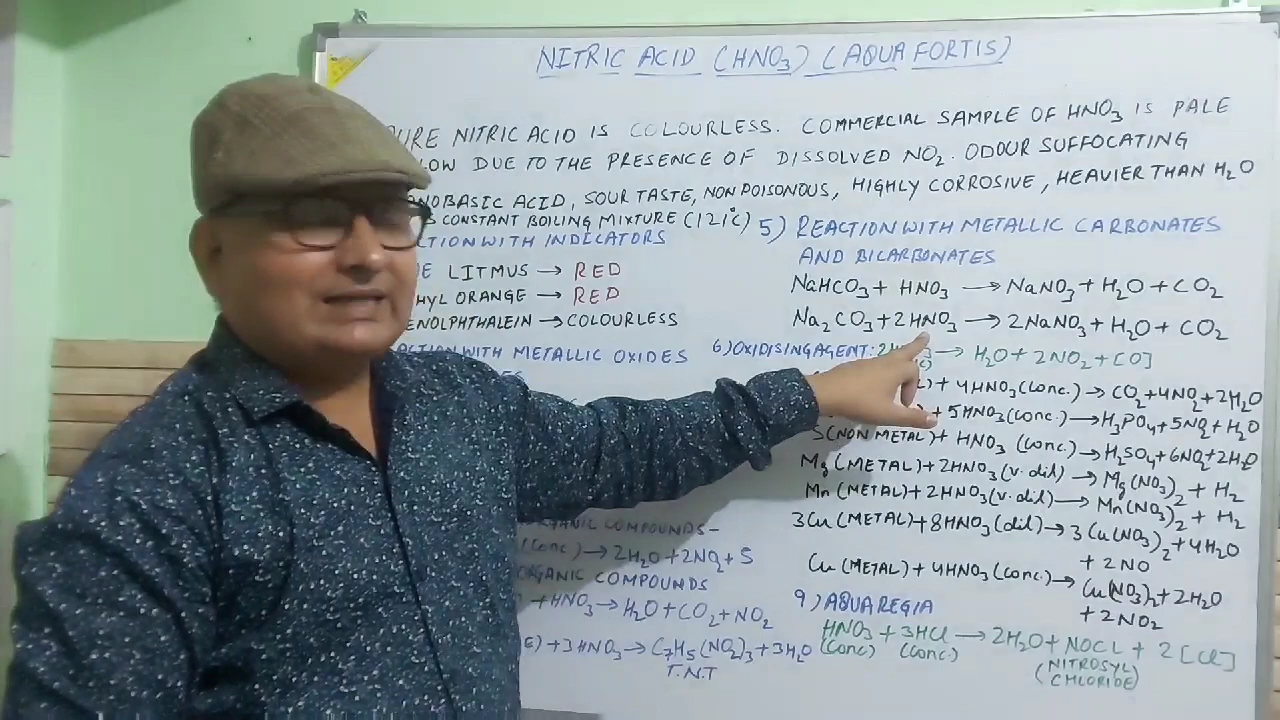 NITRIC ACID (HNO₃) (AQUA FORTIS)
PURE NITRIC ACID IS COLOURLESS. COMMERCIAL SAMPLE OF HNO₃ IS PALE
LOW DUE TO THE PRESENCE OF DISSOLVED NO₂. ODOUR SUFFOCATING
NOBASIC ACID, SOUR TASTE, NON POISONOUS, HIGHLY CORROSIVE, HEAVIER THAN H₂O
S CONSTANT BOILING MIXTURE (121°C)
CTION WITH INDICATORS
E LITMUS → RED
HYL ORANGE → RED
ENOLPHTHALEIN → COLOURLESS
ACTION WITH METALLIC OXIDES
ORGANIC COMPOUNDS-
(conc.) → 2H₂O + 2NO₂ + S
ORGANIC COMPOUNDS
+ HNO₃ → H₂O + CO₂ + NO₂
E) + 3HNO₃ → C₇H₅(NO₂)₃ + 3H₂O
T.N.T
5) REACTION WITH METALLIC CARBONATES
AND BICARBONATES
NaHCO₃ + HNO₃ → NaNO₃ + H₂O + CO₂
Na₂CO₃ + 2HNO₃ → 2NaNO₃ + H₂O + CO₂
6) OXIDISING AGENT: 2H → H₂O + 2NO₂ + [O]
) + 4HNO₃ (conc.) → CO₂ + 4NO₂ + 2H₂O
+ 5HNO₃ (conc.) → H₃PO₄ + 5NO₂ + H₂O
S (NON METAL) + HNO₃ (conc.) → H₂SO₄ + 6NO₂ + 2H₂O
Mg (METAL) + 2HNO₃ (v.dil) → Mg(NO₃)₂ + H₂
Mn (METAL) + 2HNO₃ (v.dil) → Mn(NO₃)₂ + H₂
3Cu (METAL) + 8HNO₃ (dil) → 3Cu(NO₃)₂ + 4H₂O
+ 2NO
Cu (METAL) + 4HNO₃ (conc.) → Cu(NO₃)₂ + 2H₂O
+ 2NO₂
9) AQUA REGIA
HNO₃ + 3HCl → 2H₂O + NOCL + 2[Cl]
(conc) (conc.) (NITROSYL
CHLORIDE)